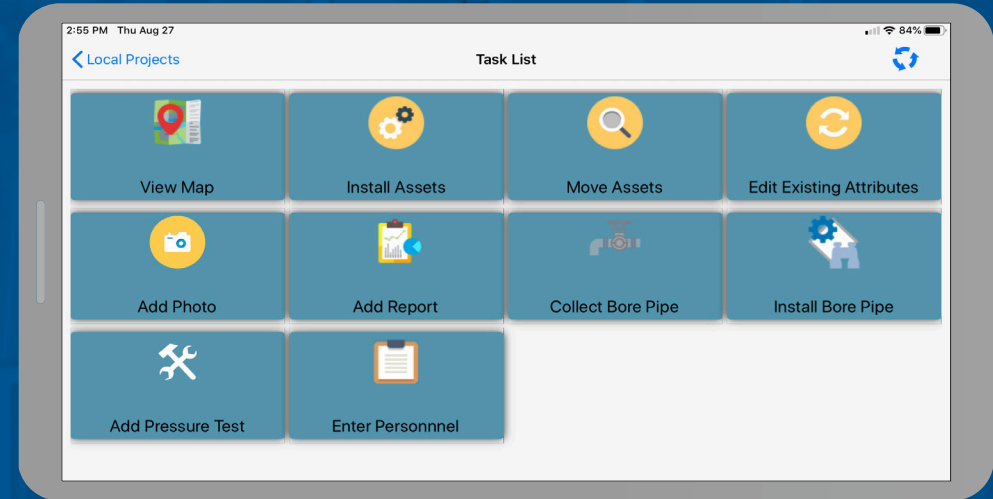 2:55 PM Thu Aug 27 84%
Local Projects Task List
View Map Install Assets Move Assets Edit Existing Attributes
Add Photo Add Report Collect Bore Pipe Install Bore Pipe
Add Pressure Test Enter Personnnel